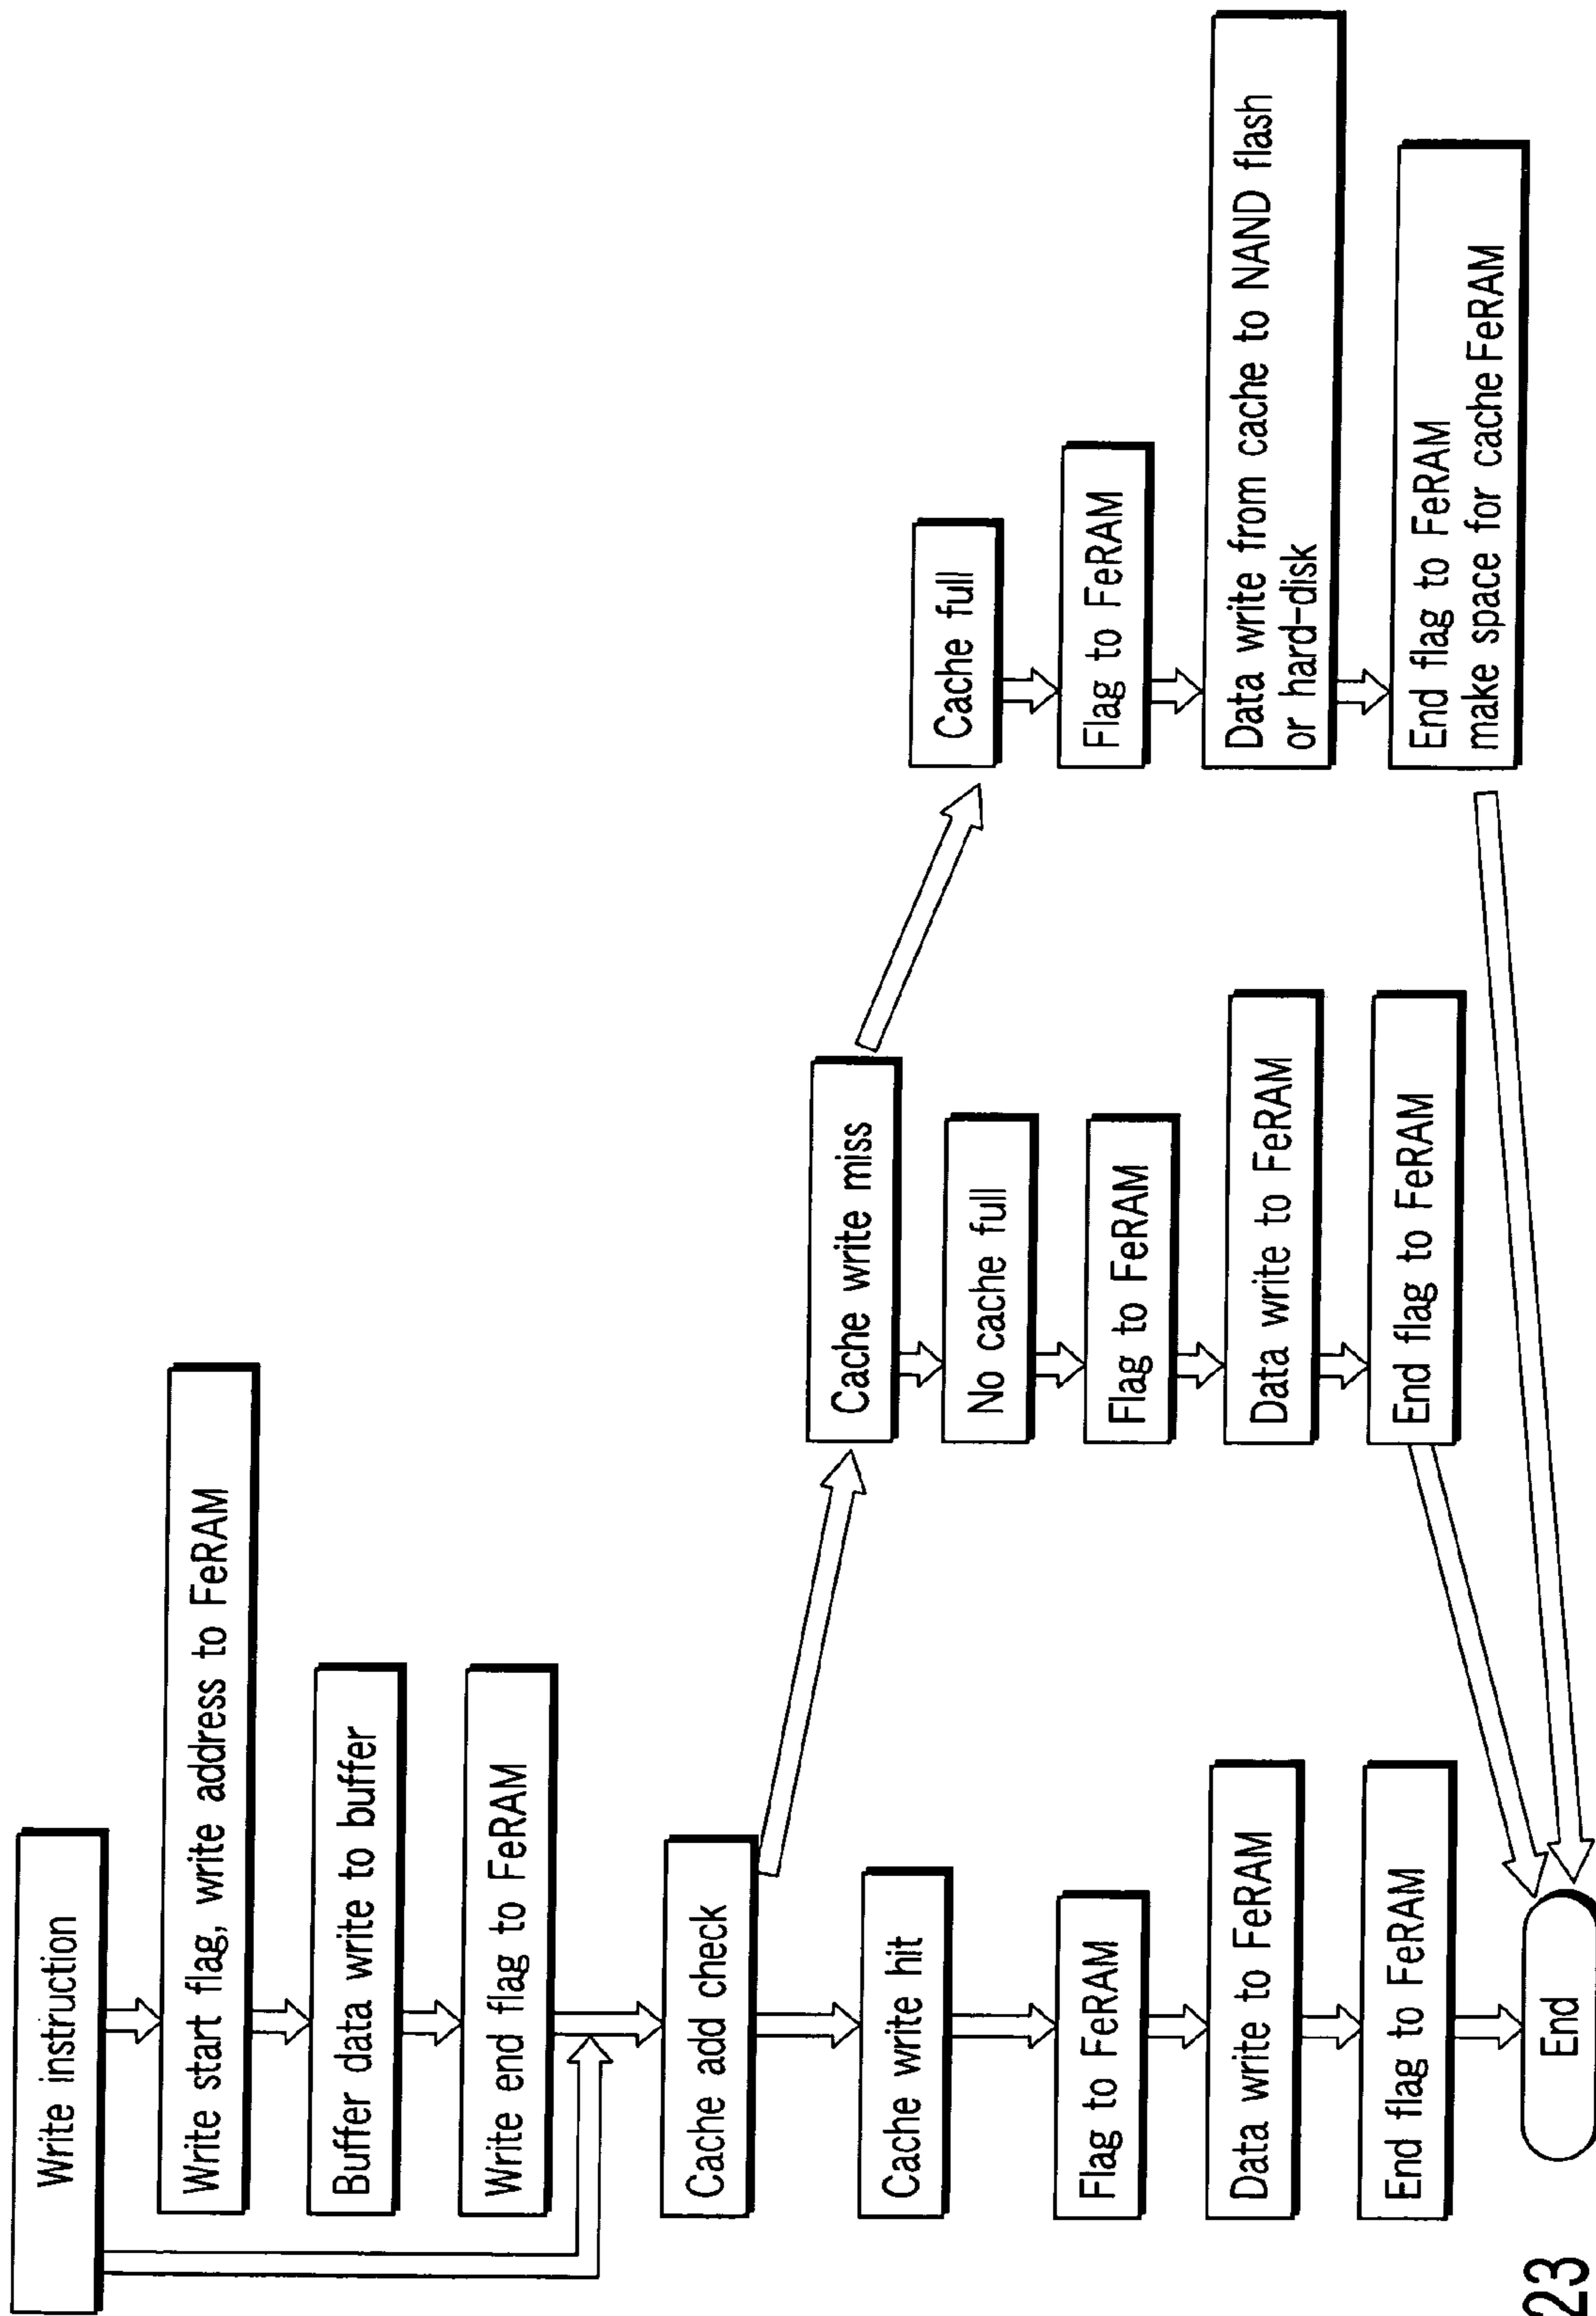 Write instruction
Write start flag, write address to FeRAM
Buffer data write to buffer
Write end flag to FeRAM
Cache add check
Cache write hit
Flag to FeRAM
Data write to FeRAM
End flag to FeRAM
End
Cache write miss
No cache full
Flag to FeRAM
Data write to FeRAM
End flag to FeRAM
Cache full
Flag to FeRAM
Data write from cache to NAND flash
or hard-disk
End flag to FeRAM
make space for cache FeRAM
23